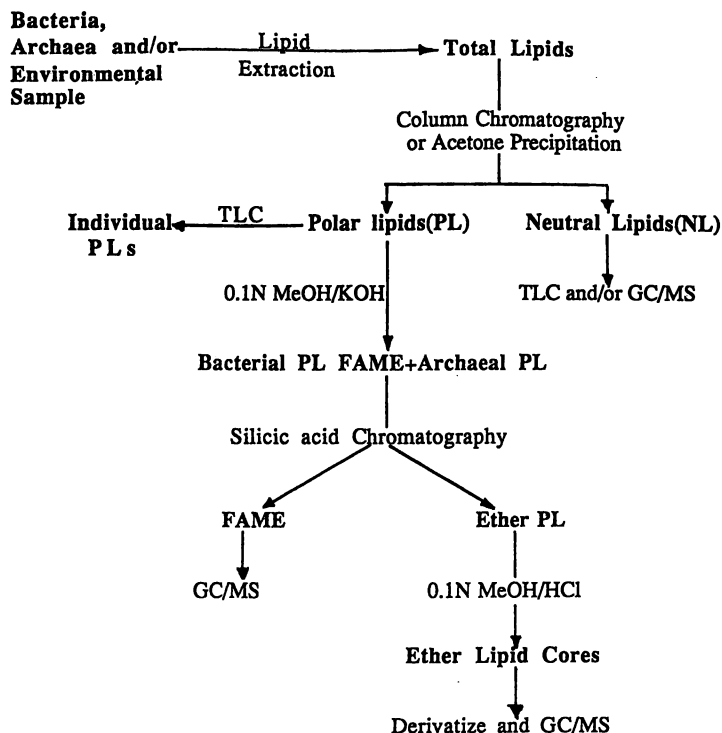 Bacteria,
Archaea and/or
Environmental
Sample
Lipid
Extraction
Total Lipids
Column Chromatography
or Acetone Precipitation
Individual
PLs
TLC
Polar lipids(PL)
Neutral Lipids(NL)
0.1N MeOH/KOH
TLC and/or GC/MS
Bacterial PL FAME+Archaeal PL
Silicic acid Chromatography
FAME
Ether PL
GC/MS
0.1N MeOH/HCl
Ether Lipid Cores
Derivatize and GC/MS